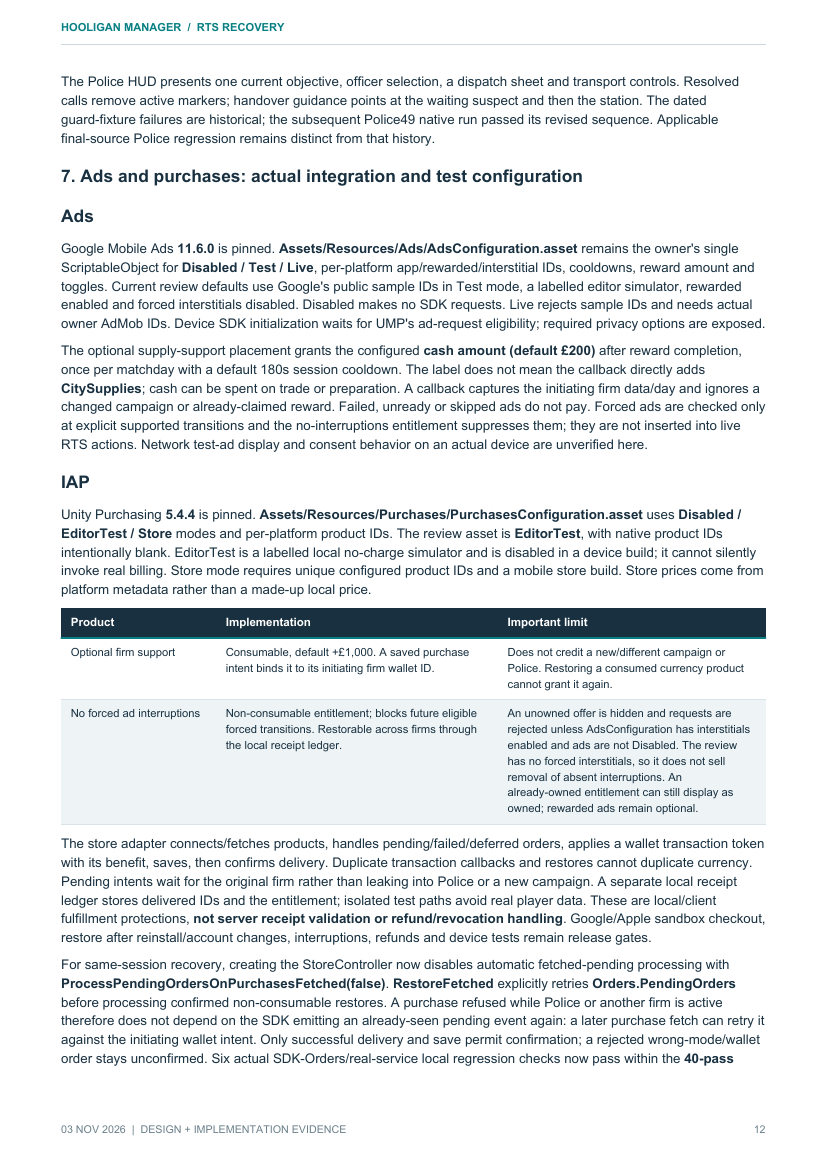 HOOLIGAN MANAGER / RTS RECOVERY
The Police HUD presents one current objective, officer selection, a dispatch sheet and transport controls. Resolved
calls remove active markers; handover guidance points at the waiting suspect and then the station. The dated
guard-fixture failures are historical; the subsequent Police49 native run passed its revised sequence. Applicable
final-source Police regression remains distinct from that history.
7. Ads and purchases: actual integration and test configuration
Ads
Google Mobile Ads 11.6.0 is pinned. Assets/Resources/Ads/AdsConfiguration.asset remains the owner's single
ScriptableObject for Disabled / Test / Live, per-platform app/rewarded/interstitial IDs, cooldowns, reward amount and
toggles. Current review defaults use Google's public sample IDs in Test mode, a labelled editor simulator, rewarded
enabled and forced interstitials disabled. Disabled makes no SDK requests. Live rejects sample IDs and needs actual
owner AdMob IDs. Device SDK initialization waits for UMP's ad-request eligibility; required privacy options are exposed.
The optional supply-support placement grants the configured cash amount (default £200) after reward completion,
once per matchday with a default 180s session cooldown. The label does not mean the callback directly adds
CitySupplies; cash can be spent on trade or preparation. A callback captures the initiating firm data/day and ignores a
changed campaign or already-claimed reward. Failed, unready or skipped ads do not pay. Forced ads are checked only
at explicit supported transitions and the no-interruptions entitlement suppresses them; they are not inserted into live
RTS actions. Network test-ad display and consent behavior on an actual device are unverified here.
IAP
Unity Purchasing 5.4.4 is pinned. Assets/Resources/Purchases/PurchasesConfiguration.asset uses Disabled /
EditorTest / Store modes and per-platform product IDs. The review asset is EditorTest, with native product IDs
intentionally blank. EditorTest is a labelled local no-charge simulator and is disabled in a device build; it cannot silently
invoke real billing. Store mode requires unique configured product IDs and a mobile store build. Store prices come from
platform metadata rather than a made-up local price.
Product Implementation Important limit
Optional firm support
Consumable, default +£1,000. A saved purchase
intent binds it to its initiating firm wallet ID.
Does not credit a new/different campaign or
Police. Restoring a consumed currency product
cannot grant it again.
No forced ad interruptions
Non-consumable entitlement; blocks future eligible
forced transitions. Restorable across firms through
the local receipt ledger.
An unowned offer is hidden and requests are
rejected unless AdsConfiguration has interstitials
enabled and ads are not Disabled. The review
has no forced interstitials, so it does not sell
removal of absent interruptions. An
already-owned entitlement can still display as
owned; rewarded ads remain optional.
The store adapter connects/fetches products, handles pending/failed/deferred orders, applies a wallet transaction token
with its benefit, saves, then confirms delivery. Duplicate transaction callbacks and restores cannot duplicate currency.
Pending intents wait for the original firm rather than leaking into Police or a new campaign. A separate local receipt
ledger stores delivered IDs and the entitlement; isolated test paths avoid real player data. These are local/client
fulfillment protections, not server receipt validation or refund/revocation handling. Google/Apple sandbox checkout,
restore after reinstall/account changes, interruptions, refunds and device tests remain release gates.
For same-session recovery, creating the StoreController now disables automatic fetched-pending processing with
ProcessPendingOrdersOnPurchasesFetched(false). RestoreFetched explicitly retries Orders.PendingOrders
before processing confirmed non-consumable restores. A purchase refused while Police or another firm is active
therefore does not depend on the SDK emitting an already-seen pending event again: a later purchase fetch can retry it
against the initiating wallet intent. Only successful delivery and save permit confirmation; a rejected wrong-mode/wallet
order stays unconfirmed. Six actual SDK-Orders/real-service local regression checks now pass within the 40-pass
03 NOV 2026 | DESIGN + IMPLEMENTATION EVIDENCE
12